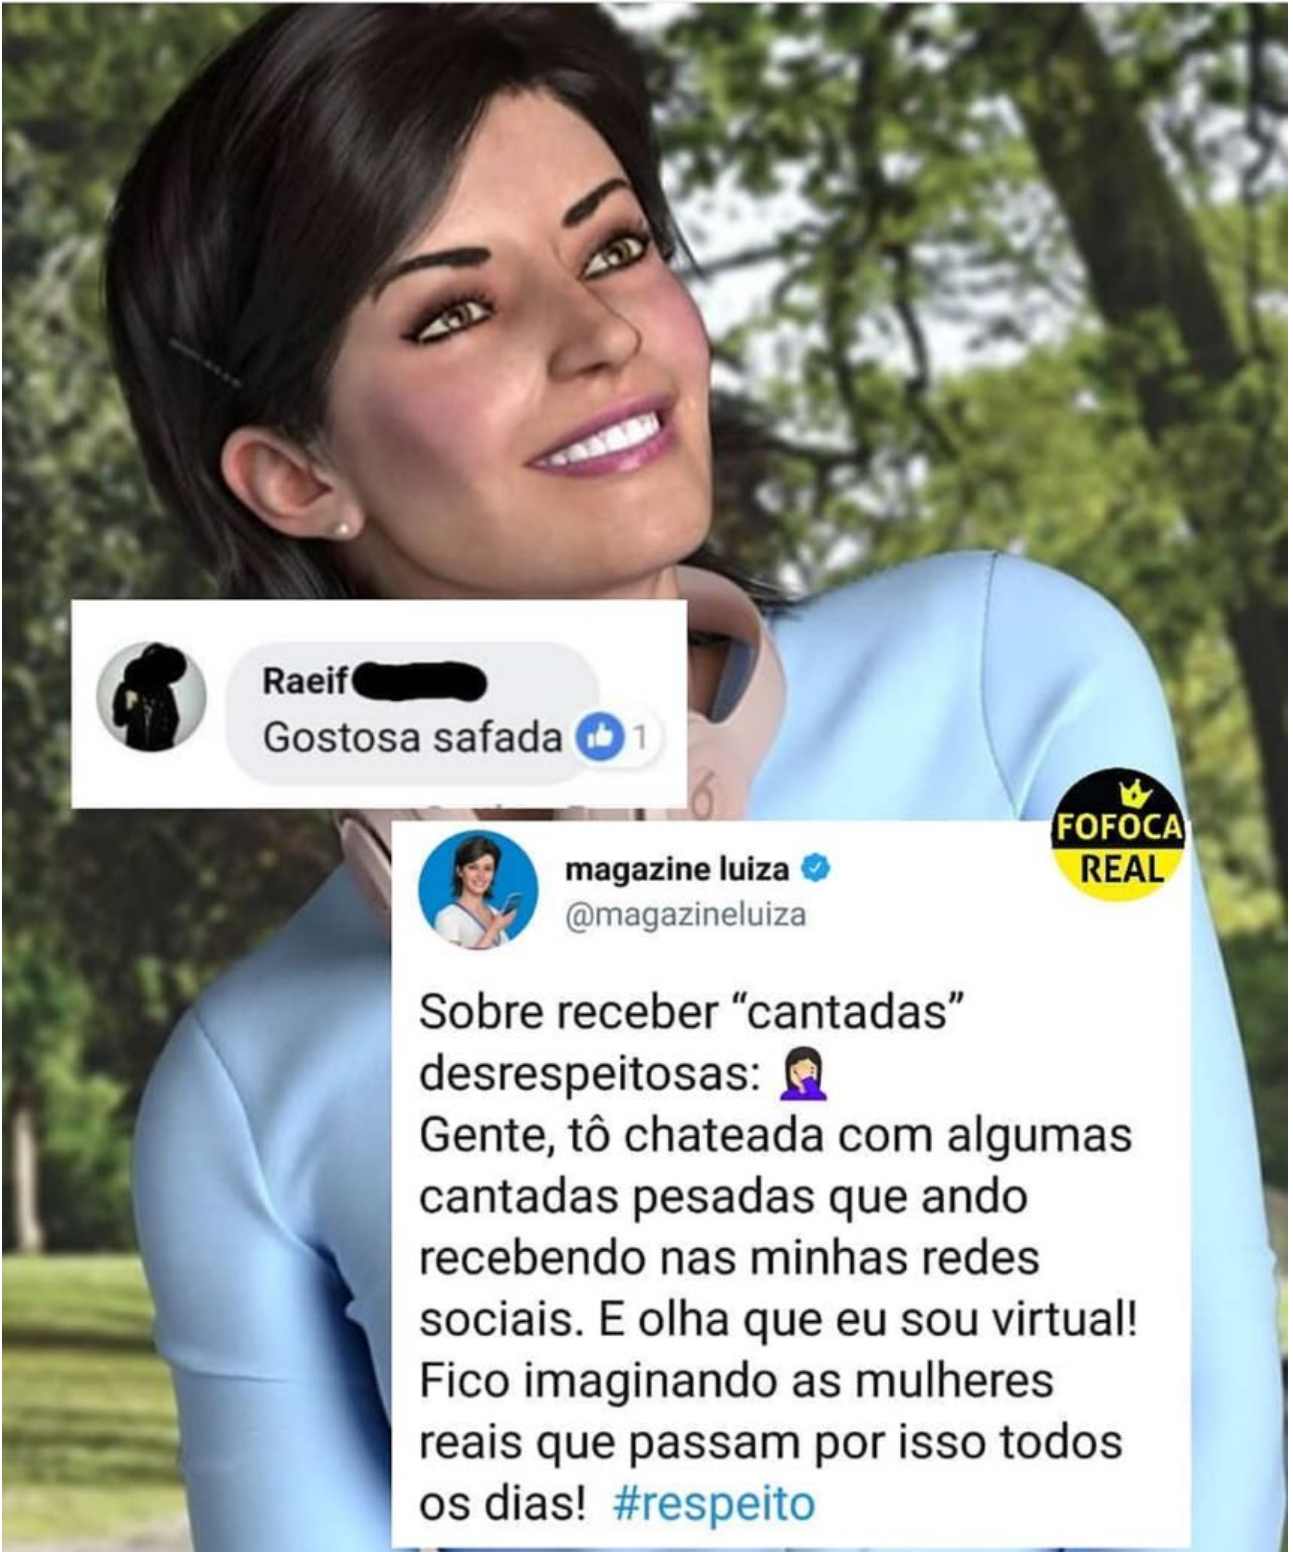 Raeif
Gostosa safada 1
6
FOFOCA
REAL
magazine luiza
@magazineluiza
Sobre receber “cantadas”
desrespeitosas: 🤦🏻‍♀️
Gente, tô chateada com algumas
cantadas pesadas que ando
recebendo nas minhas redes
sociais. E olha que eu sou virtual!
Fico imaginando as mulheres
reais que passam por isso todos
os dias! #respeito